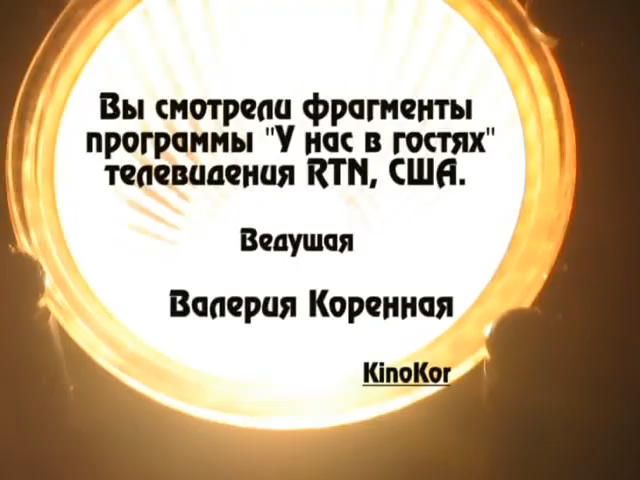 Вы смотрели фрагменты
программы "У нас в гостях"
телевидения RTN, США.
Ведущая
Валерия Коренная
KinoKor